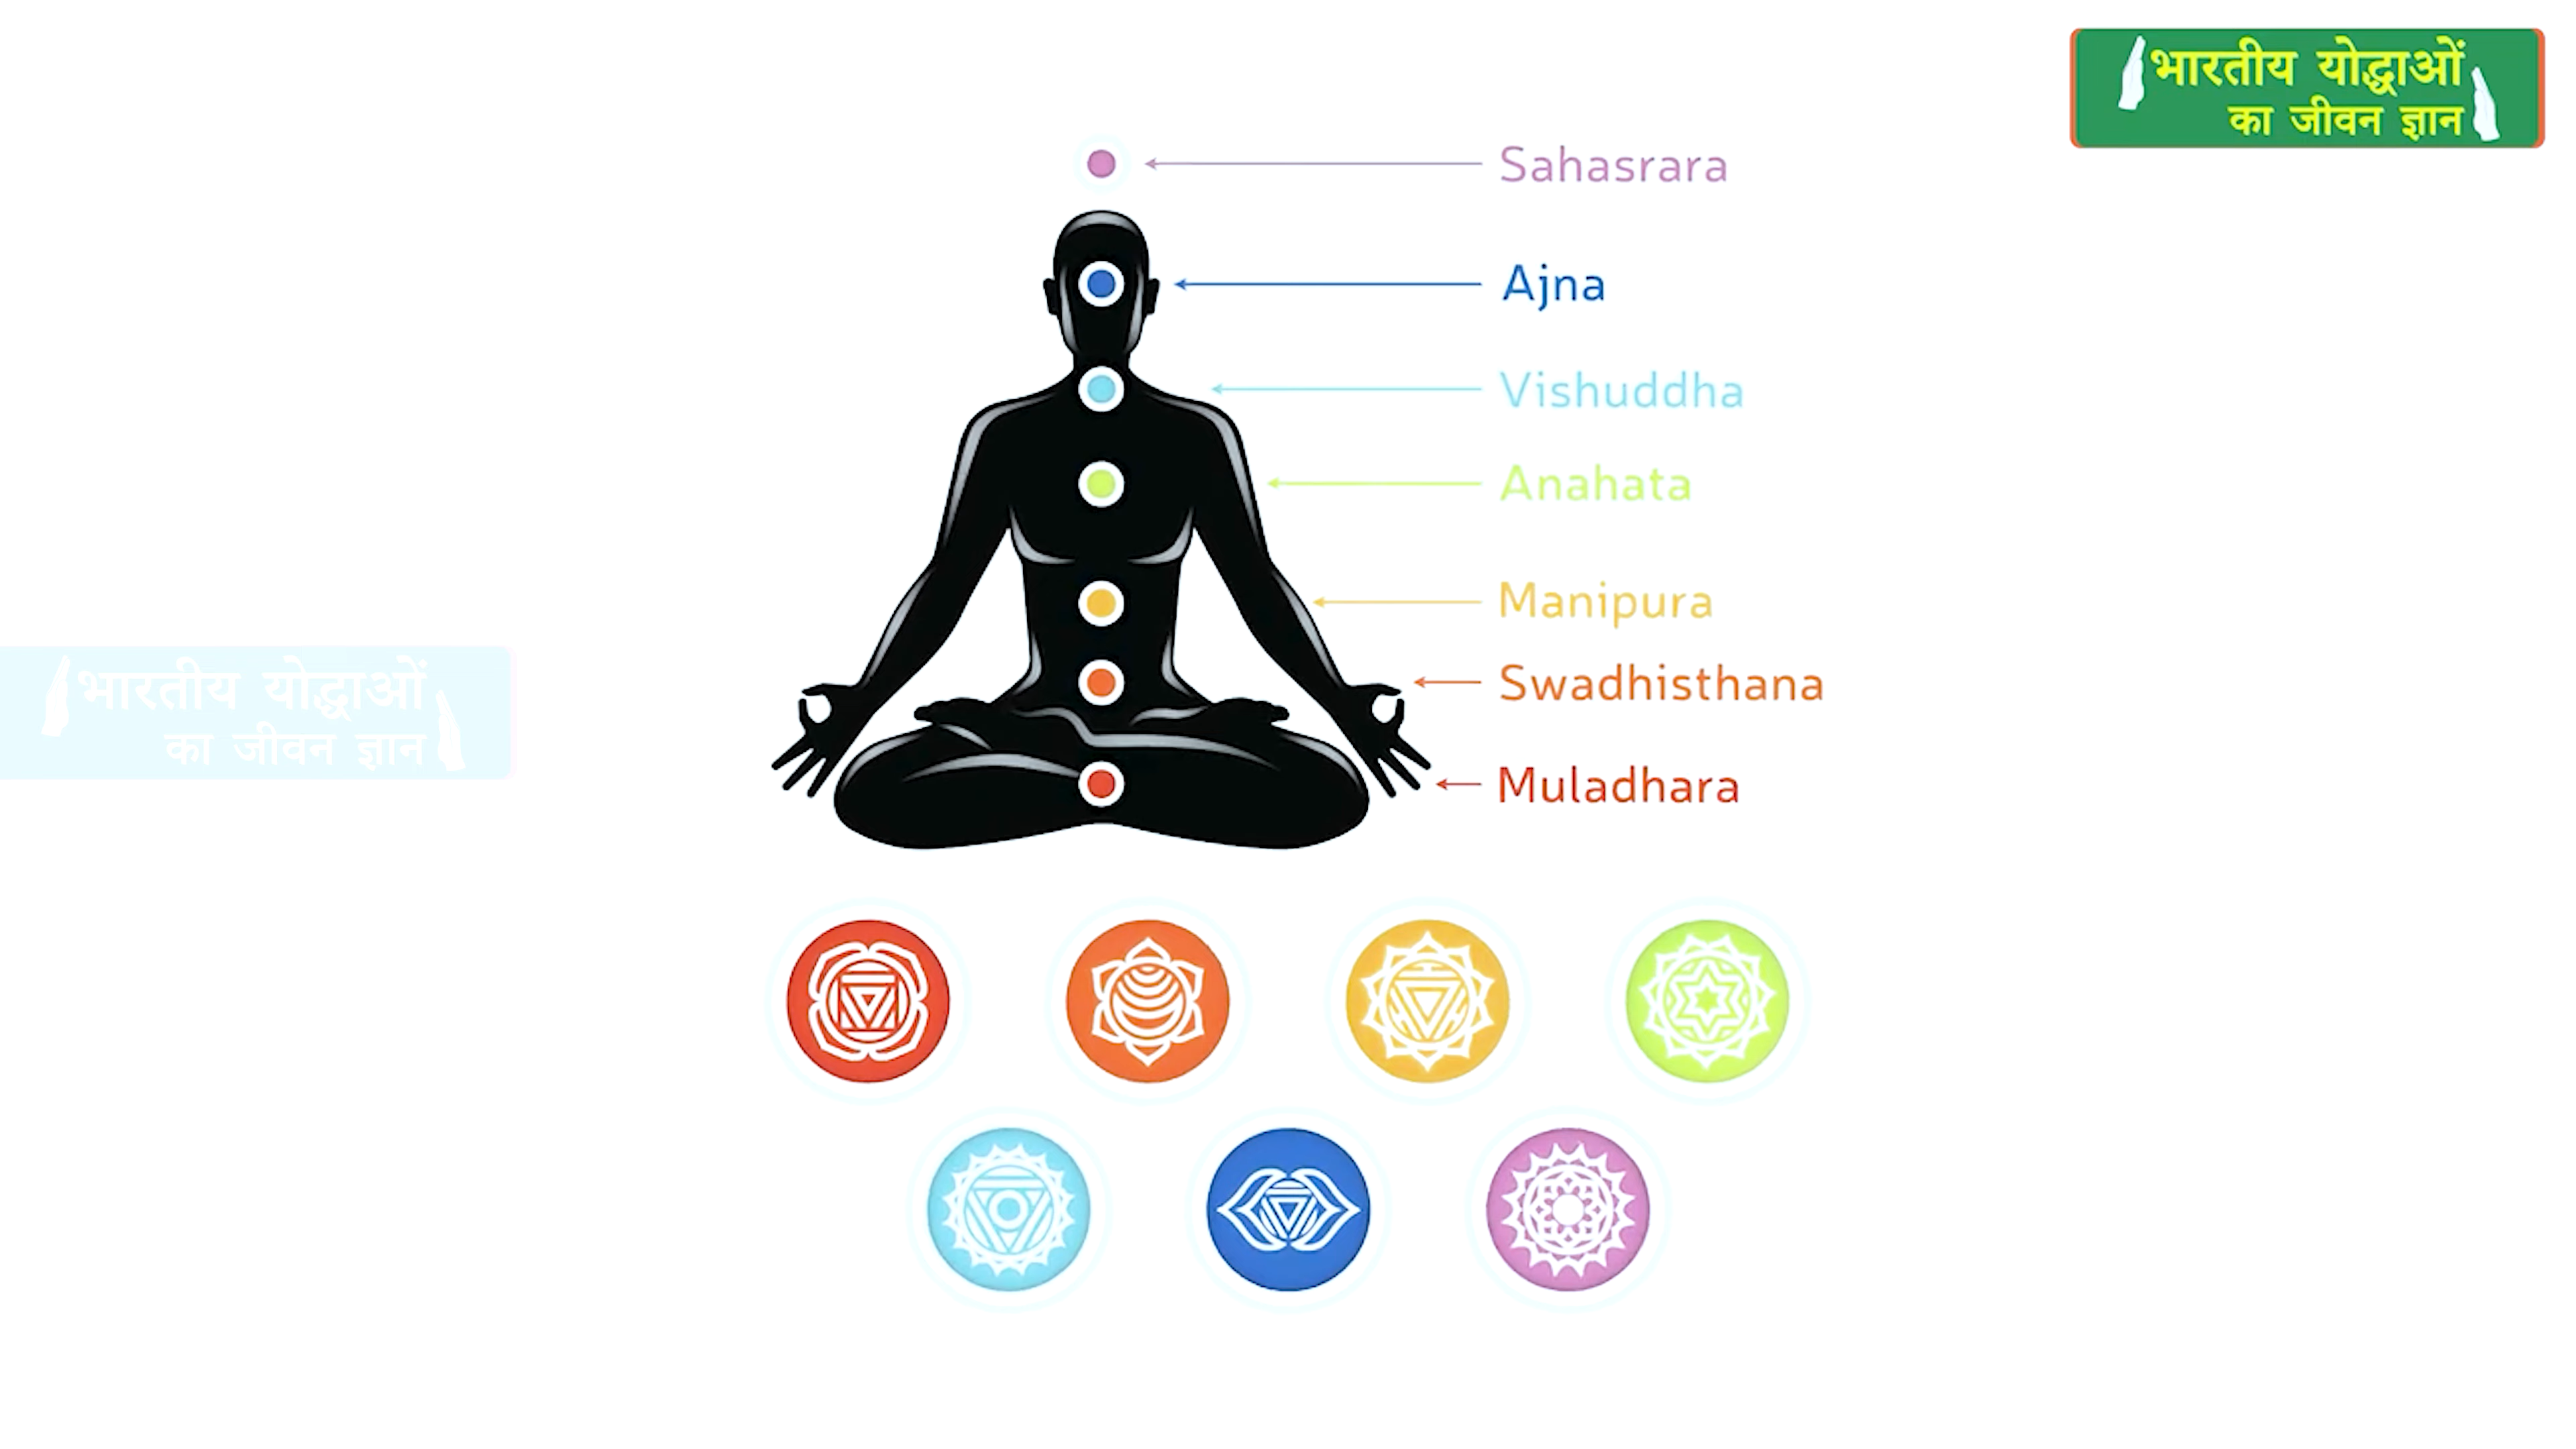 भारतीय योद्धाओं
का जीवन ज्ञान
Sahasrara
Ajna
Vishuddha
Anahata
Manipura
Swadhisthana
Muladhara
भारतीय योद्धाओं
का जीवन ज्ञान